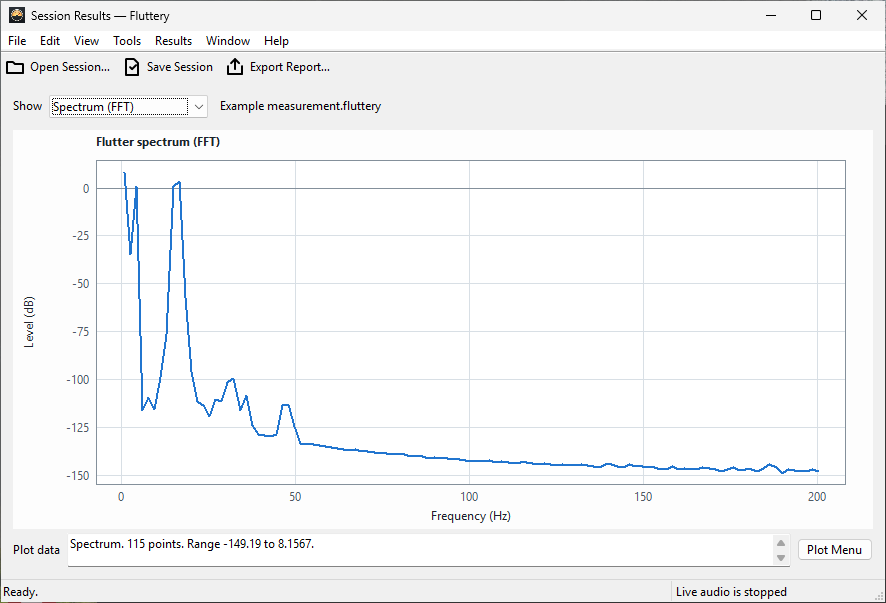 Session Results — Fluttery
File Edit View Tools Results Window Help
Open Session... Save Session Export Report...
Show Spectrum (FFT) Example measurement.fluttery
Flutter spectrum (FFT)
0
-25
-50
-75
-100
-125
-150
Level (dB)
0 50 100 150 200
Frequency (Hz)
Plot data Spectrum. 115 points. Range -149.19 to 8.1567. Plot Menu
Ready. Live audio is stopped